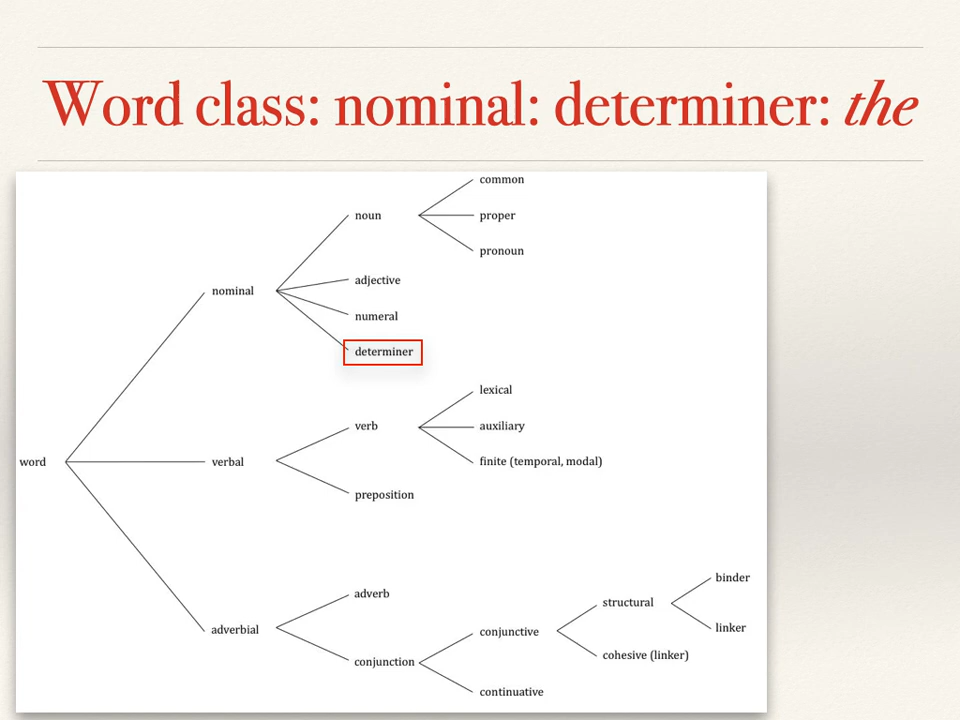 Word class: nominal: determiner: the
common
noun
proper
pronoun
adjective
nominal
numeral
determiner
lexical
verb
auxiliary
word
verbal
finite (temporal, modal)
preposition
binder
adverb
structural
adverbial
conjunctive
linker
cohesive (linker)
conjunction
continuative